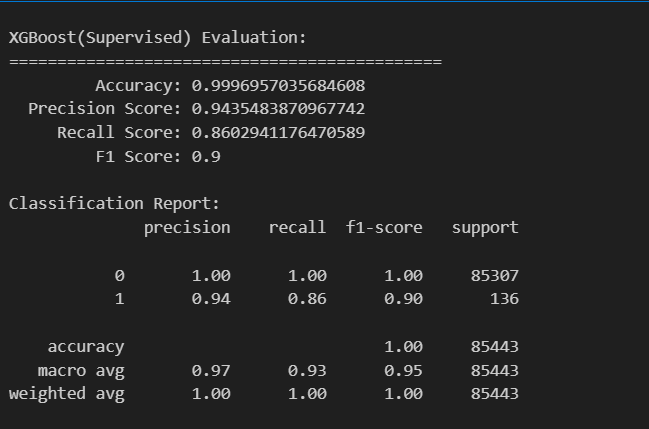 XGBoost(Supervised) Evaluation:
=============================================
Accuracy: 0.9996957035684608
Precision Score: 0.9435483870967742
Recall Score: 0.8602941176470589
F1 Score: 0.9
Classification Report:
precision recall f1-score support
0 1.00 1.00 1.00 85307
1 0.94 0.86 0.90 136
accuracy 1.00 85443
macro avg 0.97 0.93 0.95 85443
weighted avg 1.00 1.00 1.00 85443